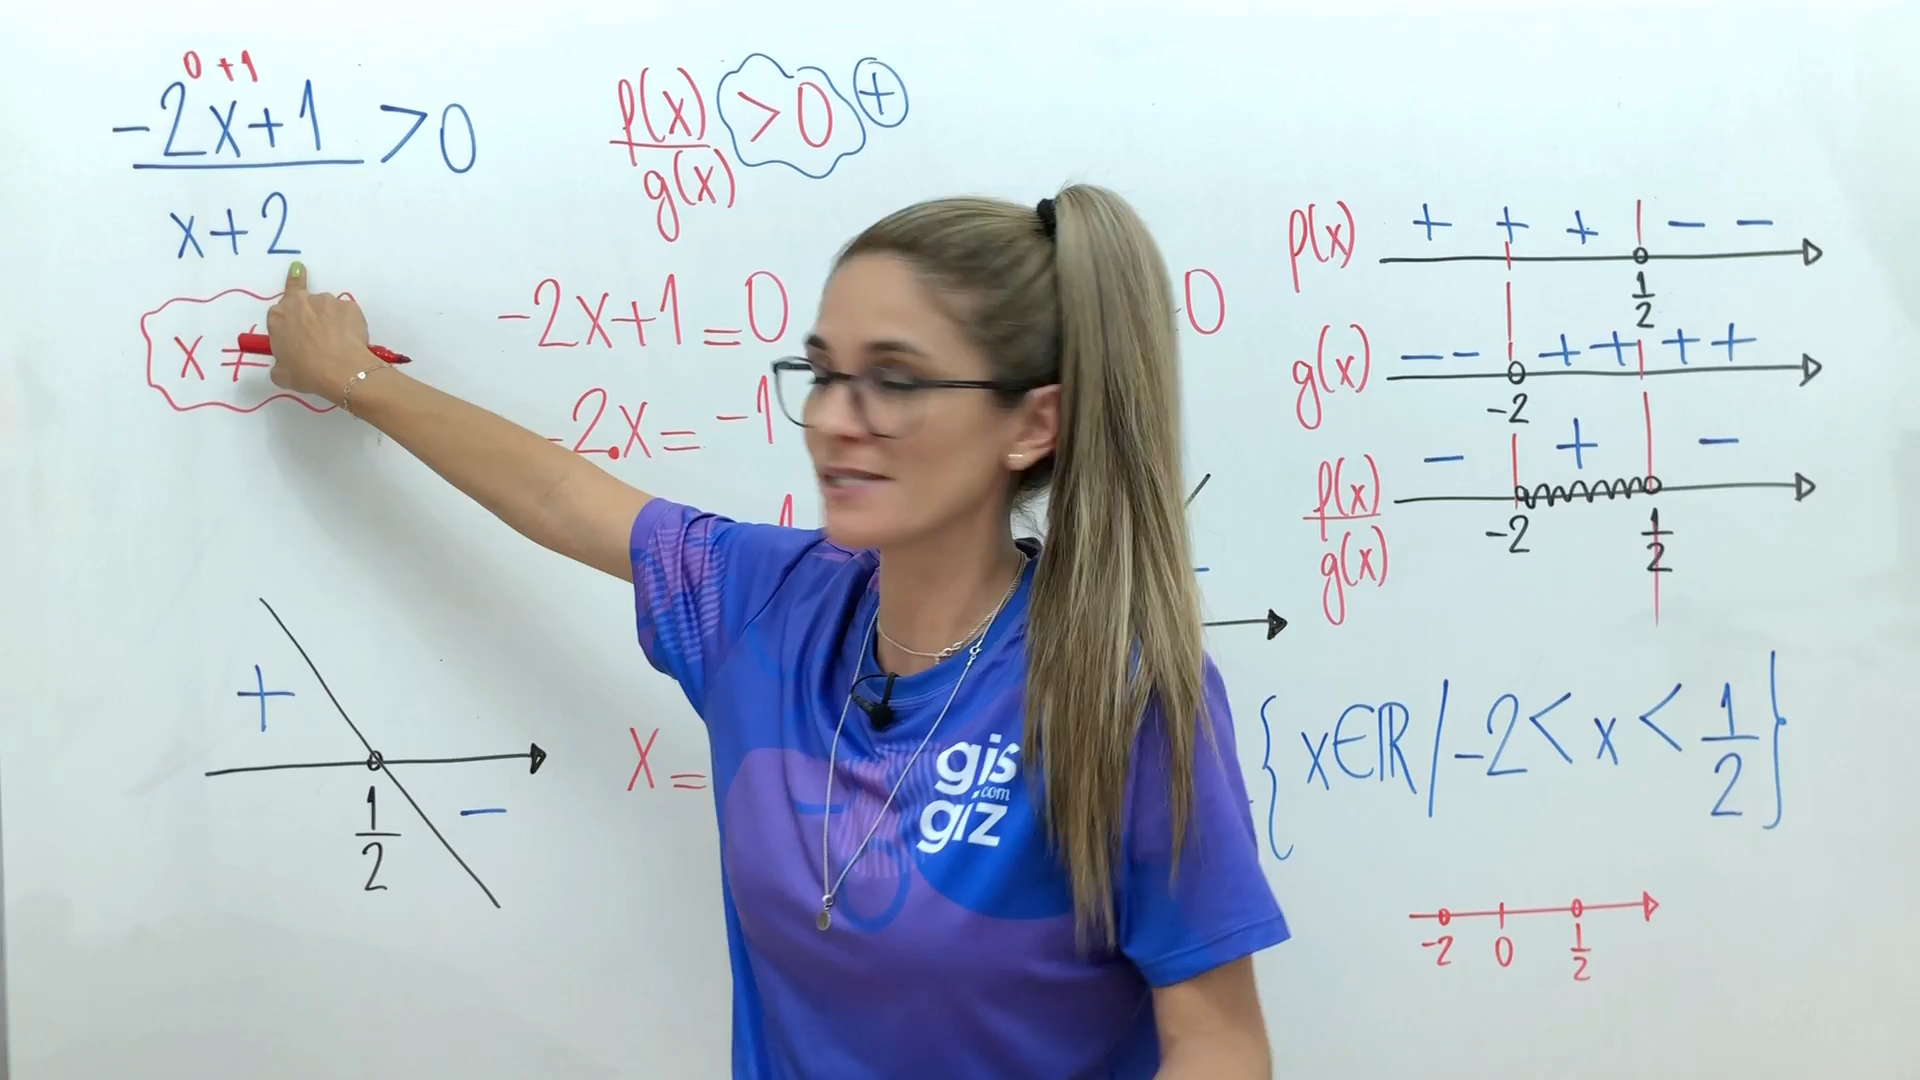 0 + 1
-2x+1 > 0
x+2
x ≠
f(x) > 0 +
g(x)
-2x+1=0
-2.x = -1
x =
0
+
1
2
-
f(x) + + + - -
1
2
g(x) - - + + + +
-2
f(x) - + -
g(x)
-2 1
2
{x∈ℝ/-2< x < 1
2}
-2 0 1
2
gis
.com
giz